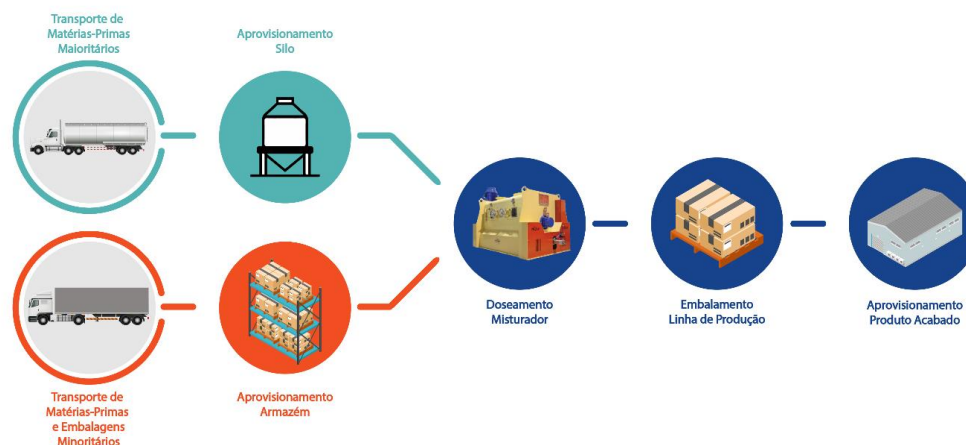 Transporte de
Matérias-Primas
Maioritários
Aprovisionamento
Silo
Doseamento
Misturador
Embalamento
Linha de Produção
Aprovisionamento
Produto Acabado
Transporte de
Matérias-Primas
e Embalagens
Minoritários
Aprovisionamento
Armazém